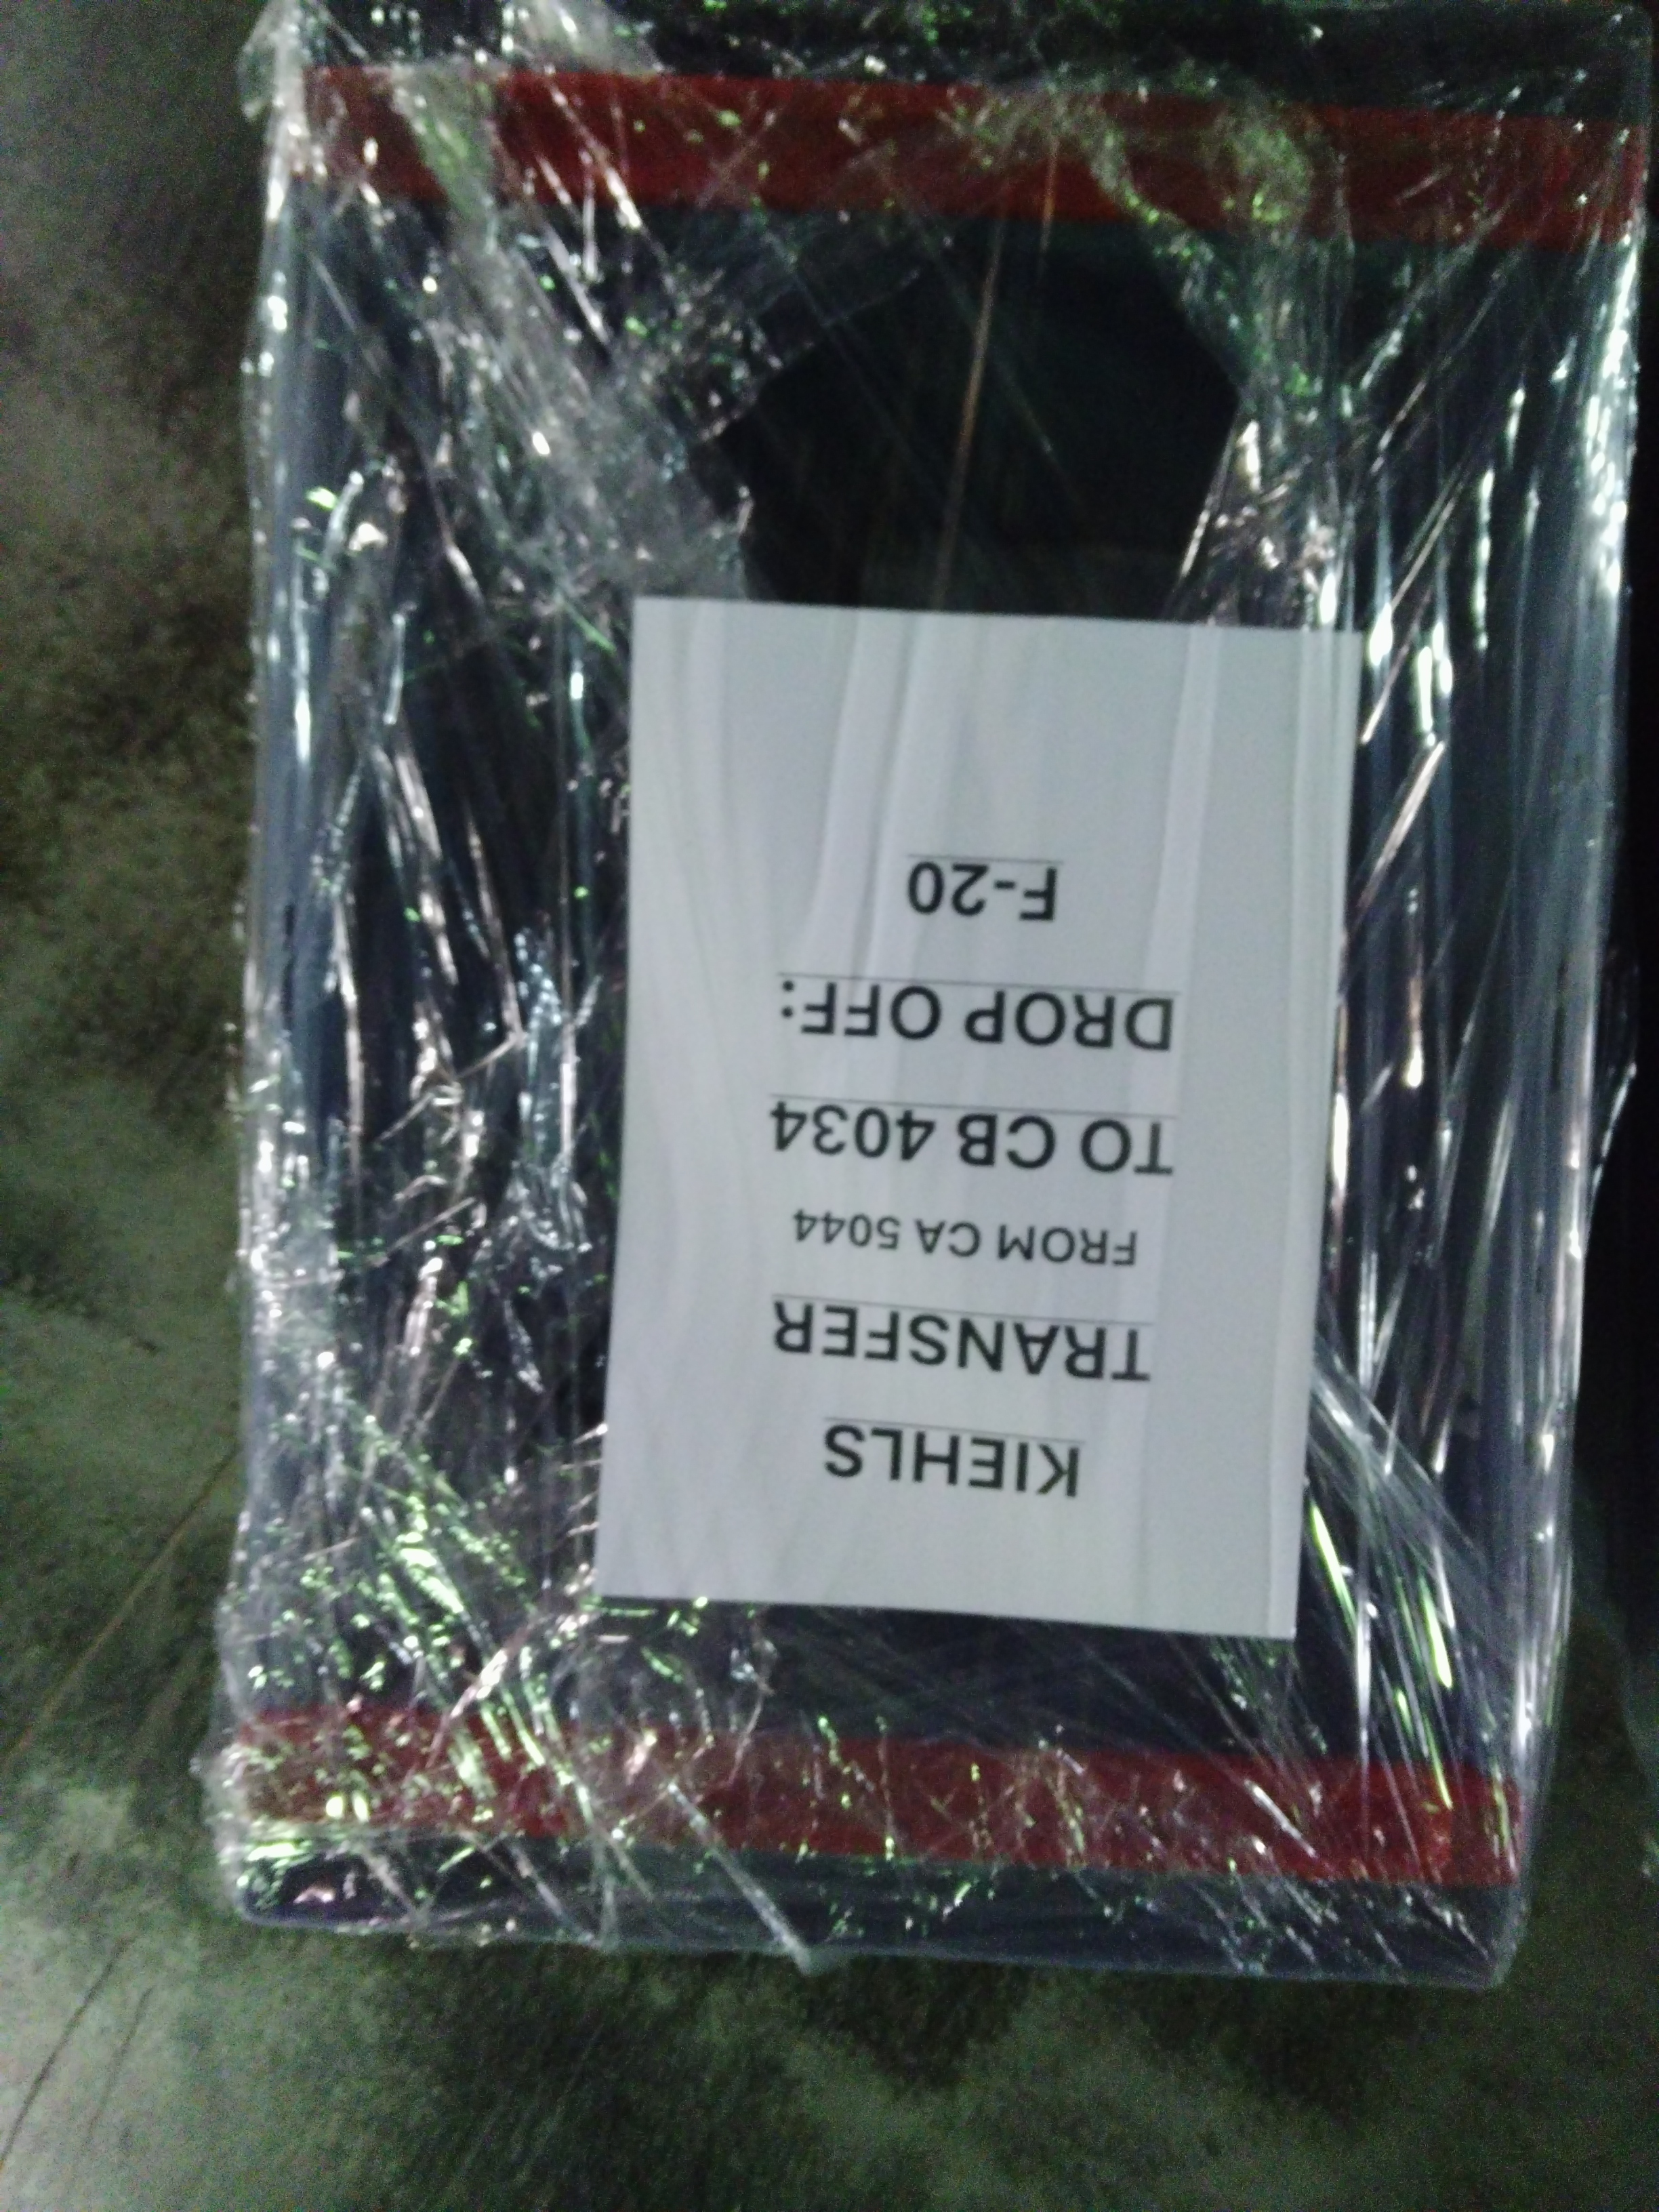 KIEHLS
TRANSFER
FROM CA 5044
TO CB 4034
DROP OFF:
F-20